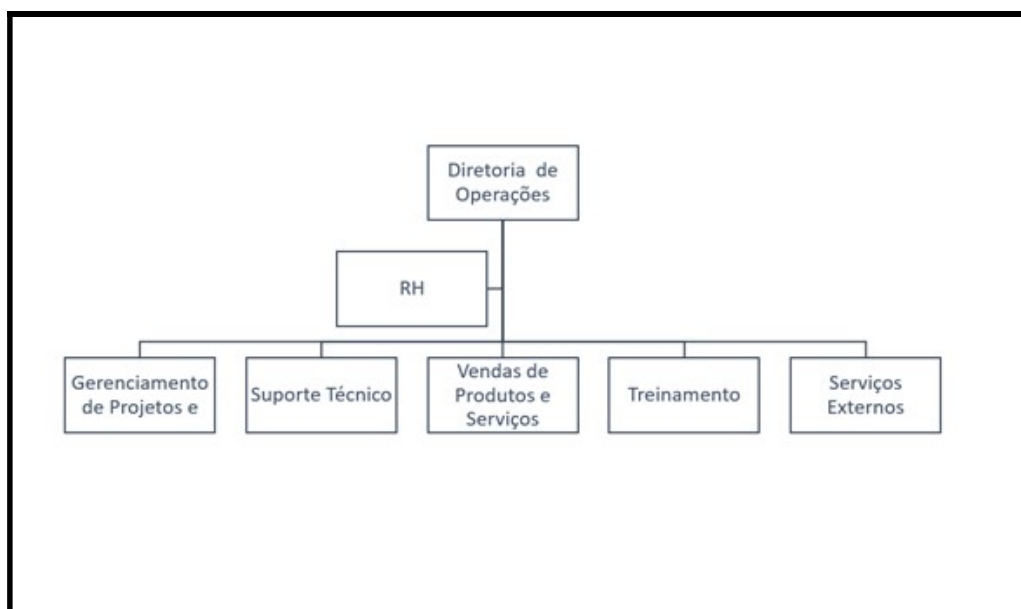 Diretoria de
Operações
RH
Gerenciamento
de Projetos e
Suporte Técnico
Vendas de
Produtos e
Serviços
Treinamento
Serviços
Externos